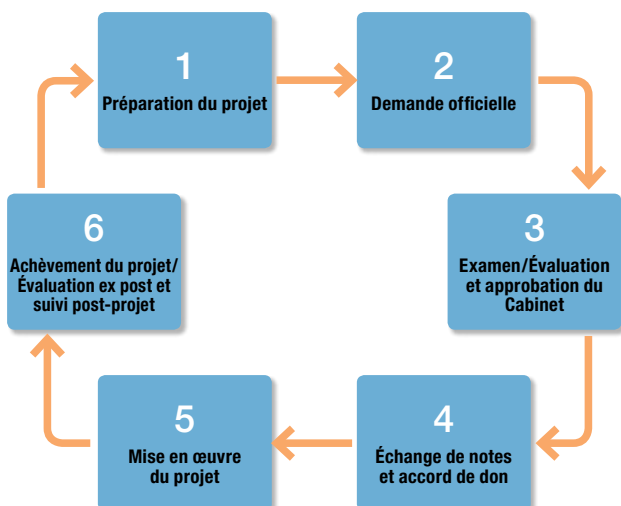 1
Préparation du projet
2
Demande officielle
3
Examen/Évaluation
et approbation du
Cabinet
4
Échange de notes
et accord de don
5
Mise en œuvre
du projet
6
Achèvement du projet/
Évaluation ex post et
suivi post-projet